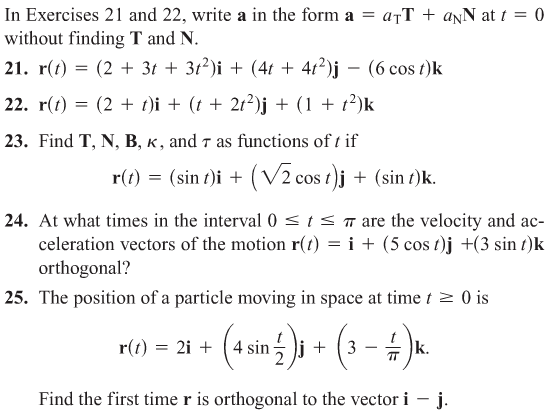 In Exercises 21 and 22, write a in the form a = a_T T + a_N N at t = 0
without finding T and N.
21. r(t) = (2 + 3t + 3t²)i + (4t + 4t²)j − (6 cos t)k
22. r(t) = (2 + t)i + (t + 2t²)j + (1 + t²)k
23. Find T, N, B, κ, and τ as functions of t if
r(t) = (sin t)i + (√2 cos t)j + (sin t)k.
24. At what times in the interval 0 ≤ t ≤ π are the velocity and ac-
celeration vectors of the motion r(t) = i + (5 cos t)j +(3 sin t)k
orthogonal?
25. The position of a particle moving in space at time t ≥ 0 is
r(t) = 2i + (4 sin t/2)j + (3 − t/π)k.
Find the first time r is orthogonal to the vector i − j.